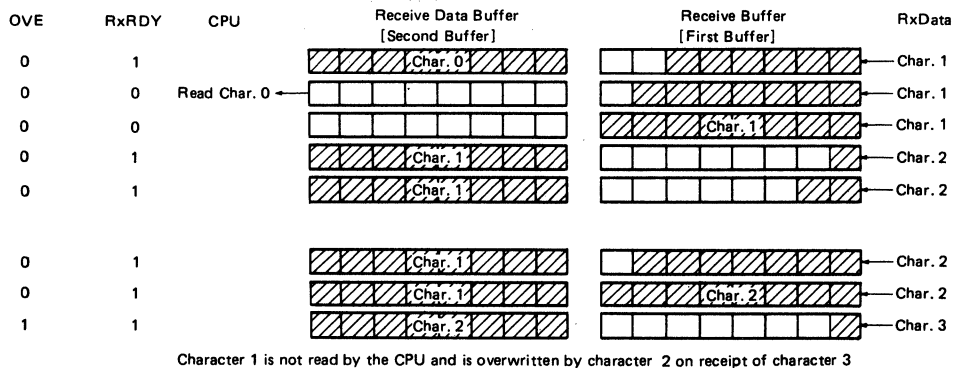 OVE RxRDY CPU Receive Data Buffer Receive Buffer RxData
[Second Buffer] [First Buffer]
0 1 Char. 0 Char. 1
0 0 Read Char. 0 Char. 1
0 0 Char. 1 Char. 1
0 1 Char. 1 Char. 2
0 1 Char. 1 Char. 2
0 1 Char. 1 Char. 2
0 1 Char. 1 Char. 2 Char. 2
1 1 Char. 2 Char. 3
Character 1 is not read by the CPU and is overwritten by character 2 on receipt of character 3